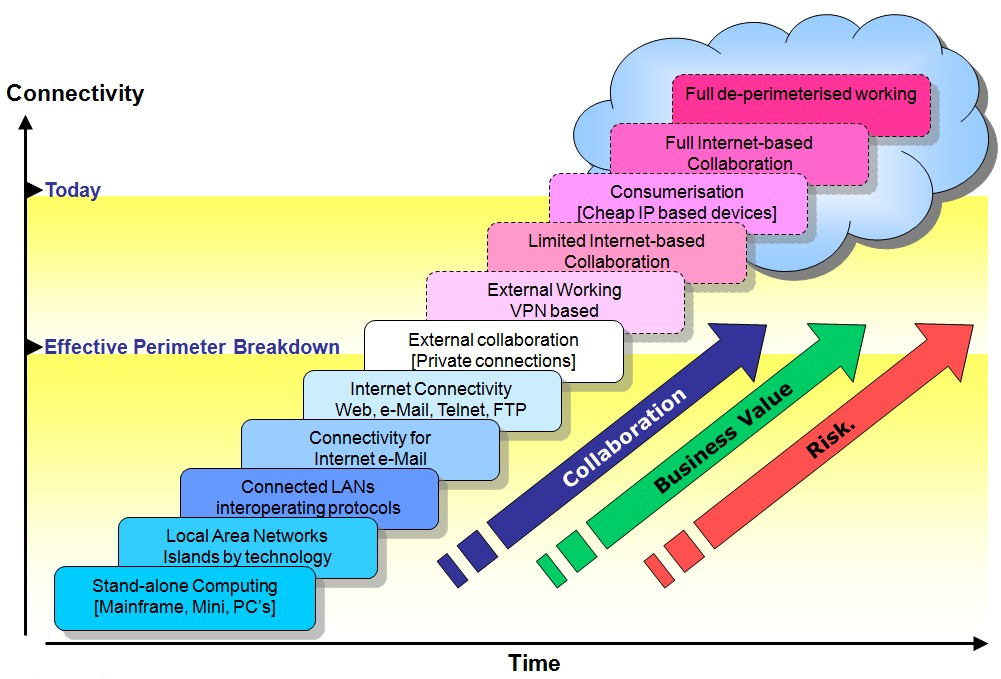 Connectivity
Full de-perimeterised working
Full Internet-based
Collaboration
Today
Consumerisation
[Cheap IP based devices]
Limited Internet-based
Collaboration
External Working
VPN based
Effective Perimeter Breakdown
External collaboration
[Private connections]
Internet Connectivity
Web, e-Mail, Telnet, FTP
Connectivity for
Internet e-Mail
Connected LANs
interoperating protocols
Local Area Networks
Islands by technology
Stand-alone Computing
[Mainframe, Mini, PC's]
Collaboration
Business Value
Risk.
Time